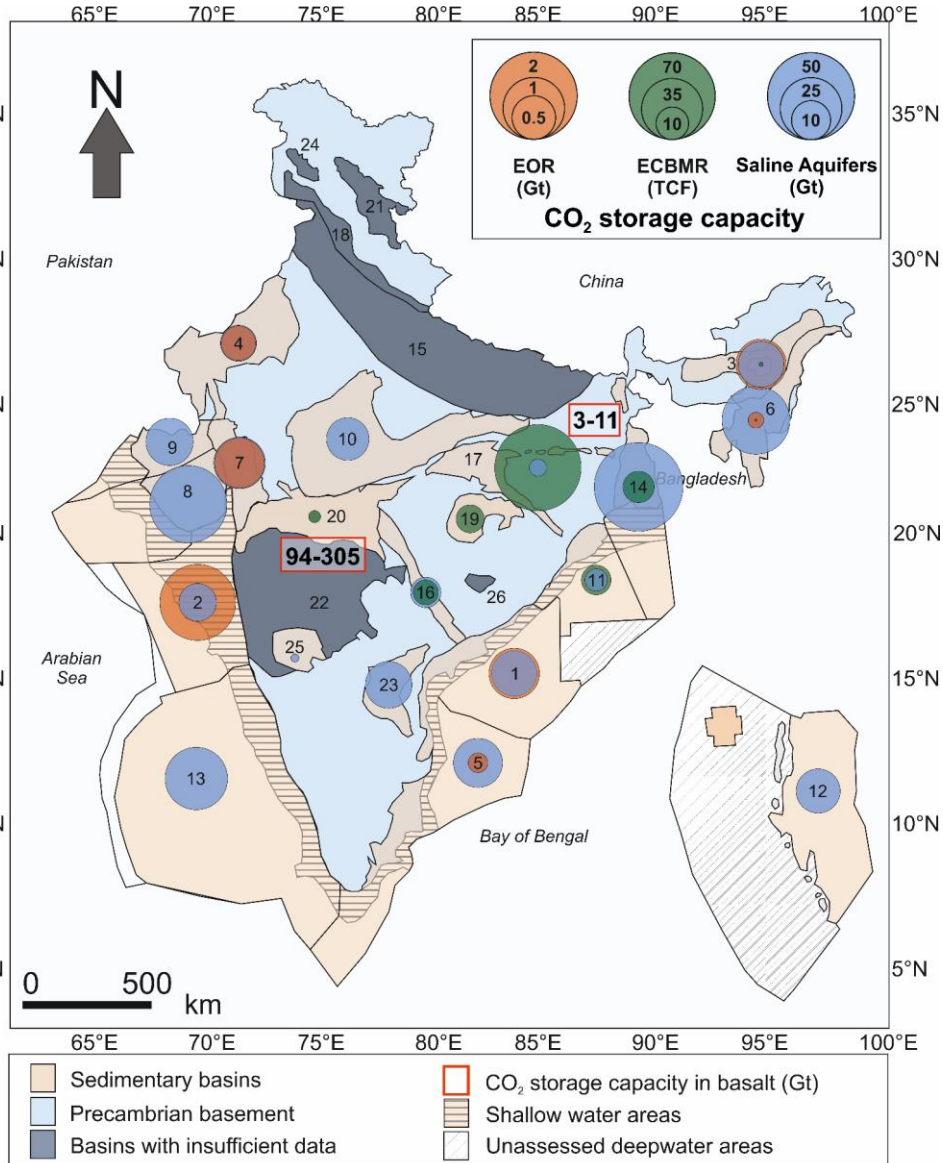 65°E 70°E 75°E 80°E 85°E 90°E 95°E 100°E
2 70 50
1 35 25
0.5 10 10
EOR ECBMR Saline Aquifers
(Gt) (TCF) (Gt)
CO₂ storage capacity
N
35°N
24
21
18
Pakistan
30°N
China
4
15
3
25°N
3-11
6
9
10
17
7
8
Bangladesh
14
20
19
20°N
94-305
11
16
2
22
26
25
Arabian
Sea
1
15°N
23
5
13
12
Bay of Bengal
10°N
5°N
0 500
km
65°E 70°E 75°E 80°E 85°E 90°E 95°E 100°E
Sedimentary basins
Precambrian basement
Basins with insufficient data
CO₂ storage capacity in basalt (Gt)
Shallow water areas
Unassessed deepwater areas